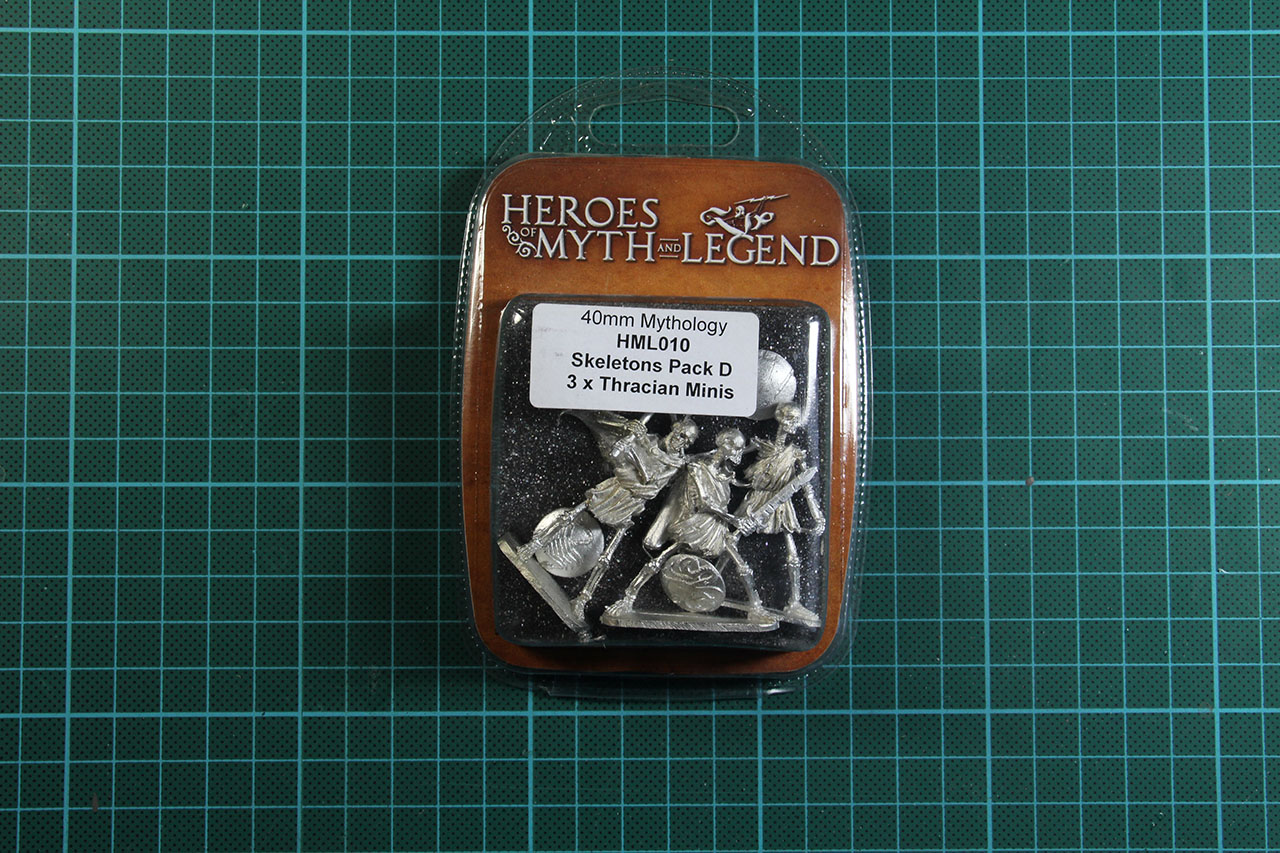 HEROES
OF MYTH AND LEGEND
40mm Mythology
HML010
Skeletons Pack D
3 x Thracian Minis